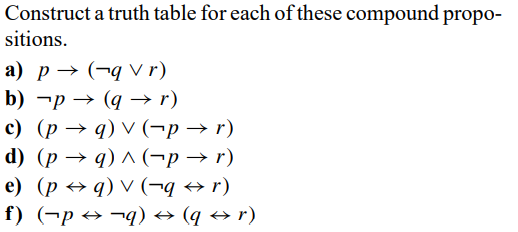 Construct a truth table for each of these compound propo-
sitions.
a) p → (¬q ∨ r)
b) ¬p → (q → r)
c) (p → q) ∨ (¬p → r)
d) (p → q) ∧ (¬p → r)
e) (p ↔ q) ∨ (¬q ↔ r)
f) (¬p ↔ ¬q) ↔ (q ↔ r)